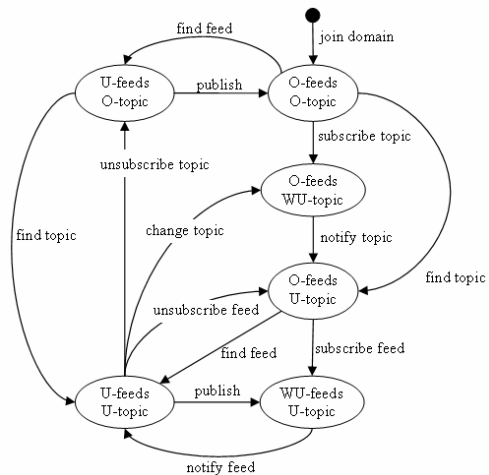 find feed
join domain
U-feeds
O-topic
publish
O-feeds
O-topic
unsubscribe topic
subscribe topic
O-feeds
WU-topic
find topic
change topic
notify topic
O-feeds
U-topic
find topic
unsubscribe feed
find feed
subscribe feed
U-feeds
U-topic
publish
WU-feeds
U-topic
notify feed